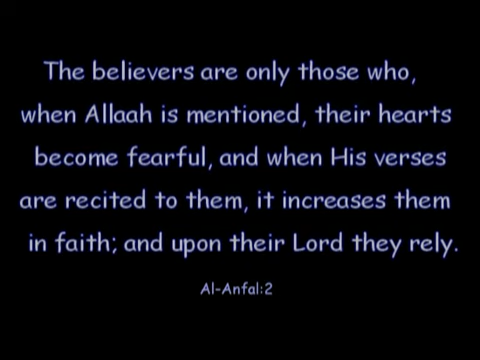 The believers are only those who,
when Allaah is mentioned, their hearts
become fearful, and when His verses
are recited to them, it increases them
in faith; and upon their Lord they rely.
Al-Anfal:2